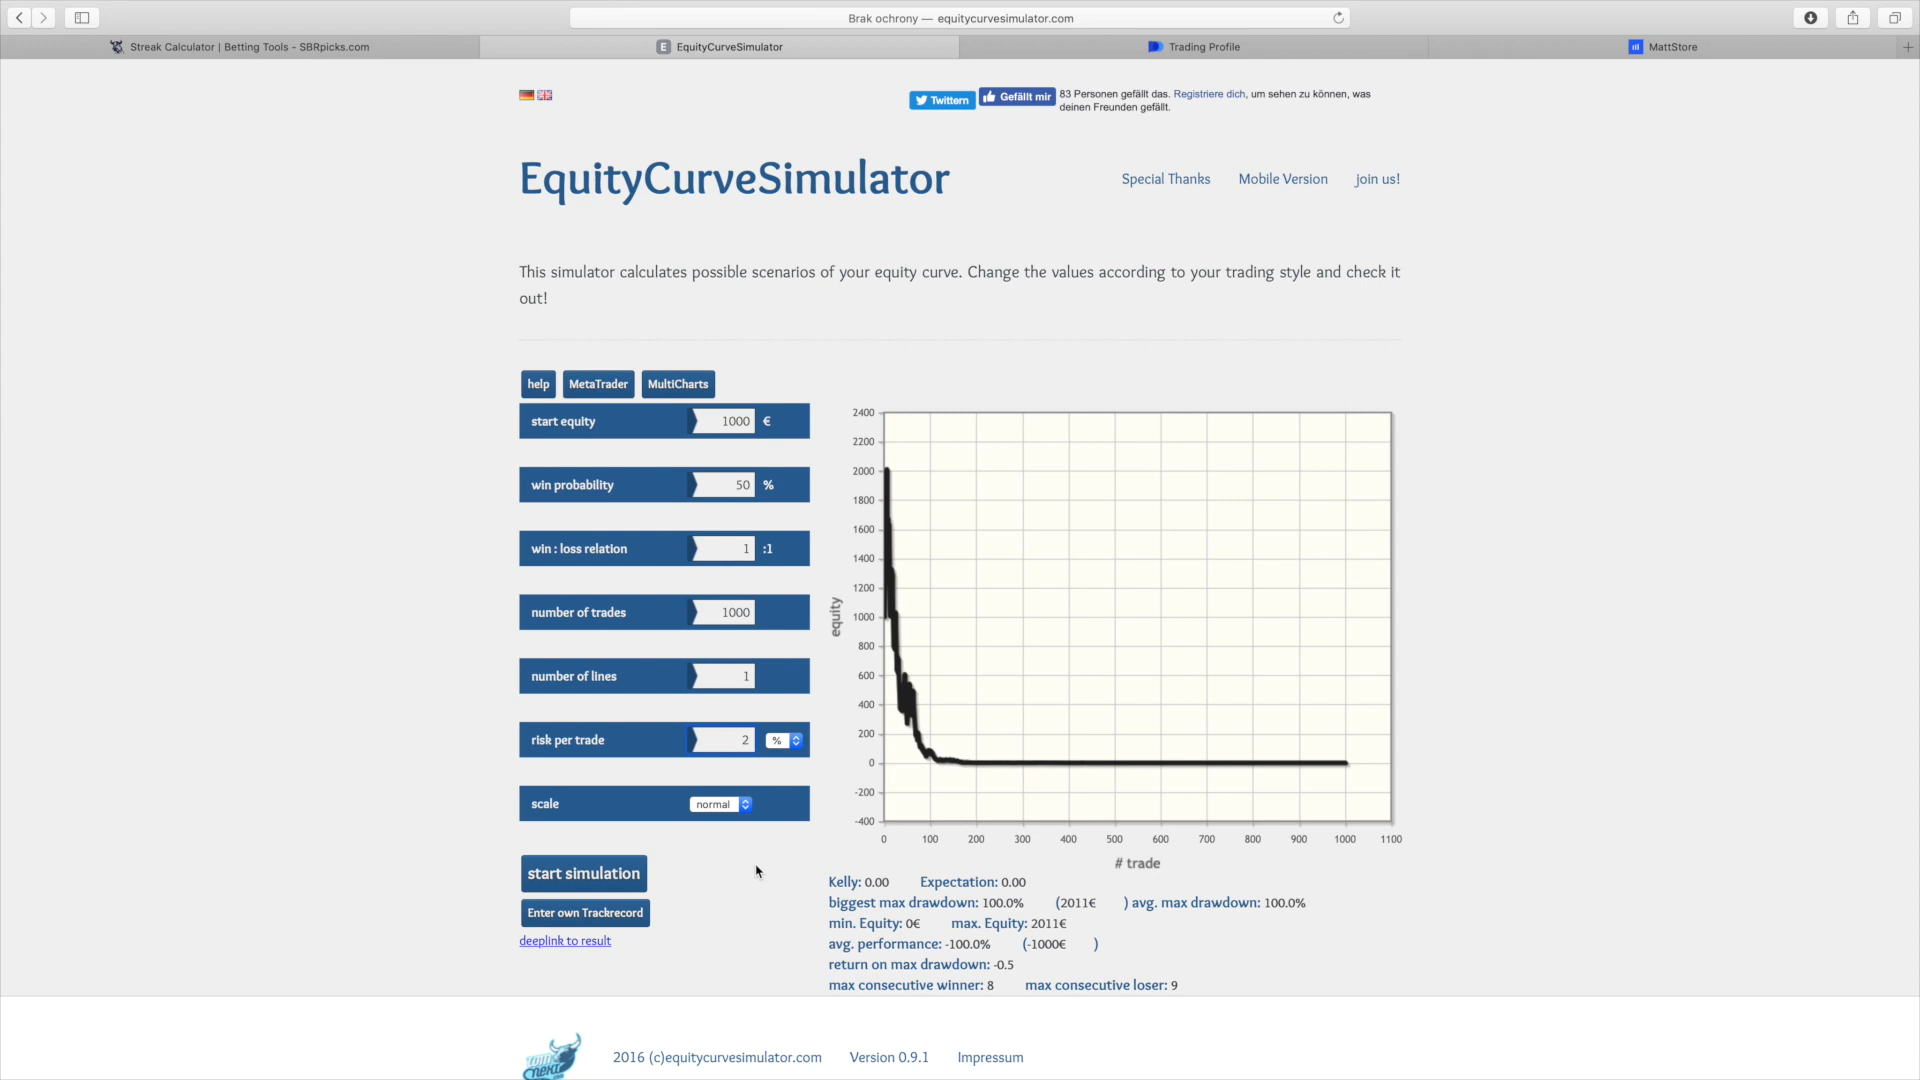 Brak ochrony — equitycurvesimulator.com
Streak Calculator | Betting Tools - SBRpicks.com
E EquityCurveSimulator
Trading Profile
MattStore
Twittern
Gefällt mir
83 Personen gefällt das. Registriere dich, um sehen zu können, was
deinen Freunden gefällt.
EquityCurveSimulator
Special Thanks
Mobile Version
join us!
This simulator calculates possible scenarios of your equity curve. Change the values according to your trading style and check it
out!
help
MetaTrader
MultiCharts
start equity 1000 €
win probability 50 %
win : loss relation 1 :1
number of trades 1000
number of lines 1
risk per trade 2 %
scale normal
start simulation
Enter own Trackrecord
deeplink to result
2400
2200
2000
1800
1600
1400
1200
1000
800
600
400
200
0
-200
-400
equity
0 100 200 300 400 500 600 700 800 900 1000 1100
# trade
Kelly: 0.00 Expectation: 0.00
biggest max drawdown: 100.0% (2011€ ) avg. max drawdown: 100.0%
min. Equity: 0€ max. Equity: 2011€
avg. performance: -100.0% (-1000€ )
return on max drawdown: -0.5
max consecutive winner: 8 max consecutive loser: 9
2016 (c)equitycurvesimulator.com
Version 0.9.1
Impressum